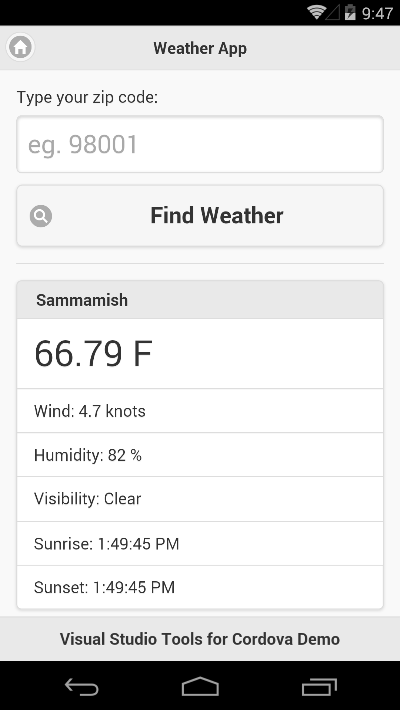 9:47
Weather App
Type your zip code:
eg. 98001
Find Weather
Sammamish
66.79 F
Wind: 4.7 knots
Humidity: 82 %
Visibility: Clear
Sunrise: 1:49:45 PM
Sunset: 1:49:45 PM
Visual Studio Tools for Cordova Demo